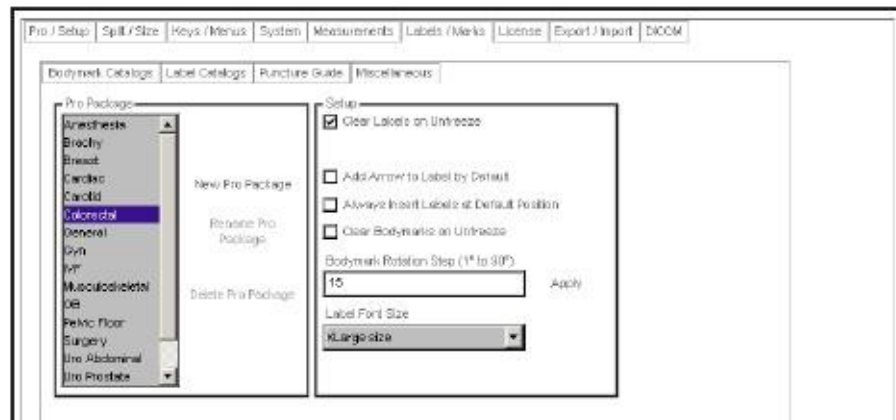 Pro / Setup Split / Size Keys / Menus System Measurements Labels / Marks License Export / Import DICOM
Bodymark Catalogs Label Catalogs Puncture Guide Miscellaneous
Pro Package
Anesthesia
Brachy
Breast
Cardiac
Carotid
Colorectal
General
Gyn
IVF
Musculoskeletal
OB
Pelvic Floor
Surgery
Uro Abdominal
Uro Prostate
New Pro Package
Rename Pro
Package
Delete Pro Package
Setup
Clear Labels on Unfreeze
Add Arrow to Label by Default
Always Insert Labels at Default Position
Clear Bodymarks on Unfreeze
Bodymark Rotation Step (1° to 90°)
15
Apply
Label Font Size
XLarge size